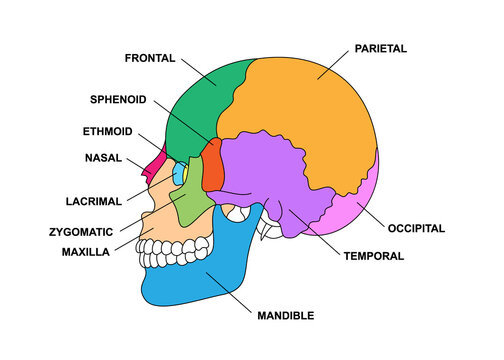 PARIETAL
FRONTAL
SPHENOID
ETHMOID
NASAL
LACRIMAL
ZYGOMATIC
MAXILLA
OCCIPITAL
TEMPORAL
MANDIBLE